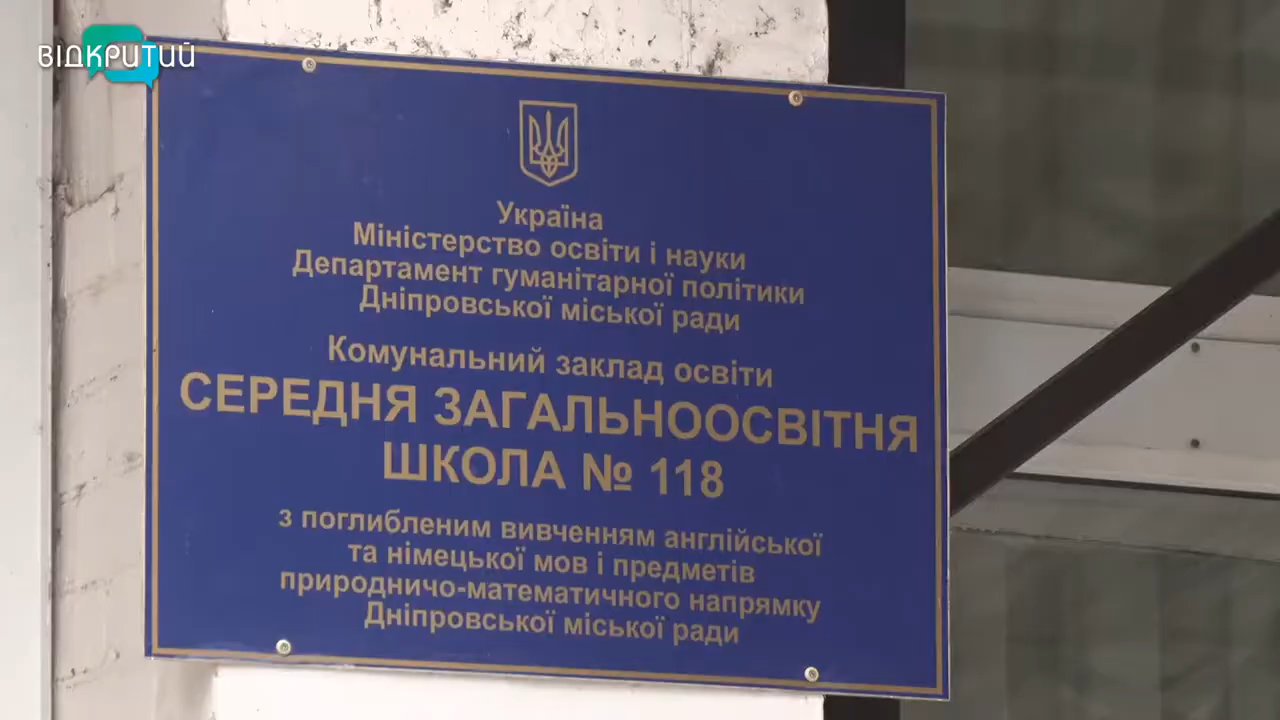 ВІДКРИТИЙ
Україна
Міністерство освіти і науки
Департамент гуманітарної політики
Дніпровської міської ради
Комунальний заклад освіти
СЕРЕДНЯ ЗАГАЛЬНООСВІТНЯ
ШКОЛА № 118
з поглибленим вивченням англійської
та німецької мов і предметів
природничо-математичного напрямку
Дніпровської міської ради